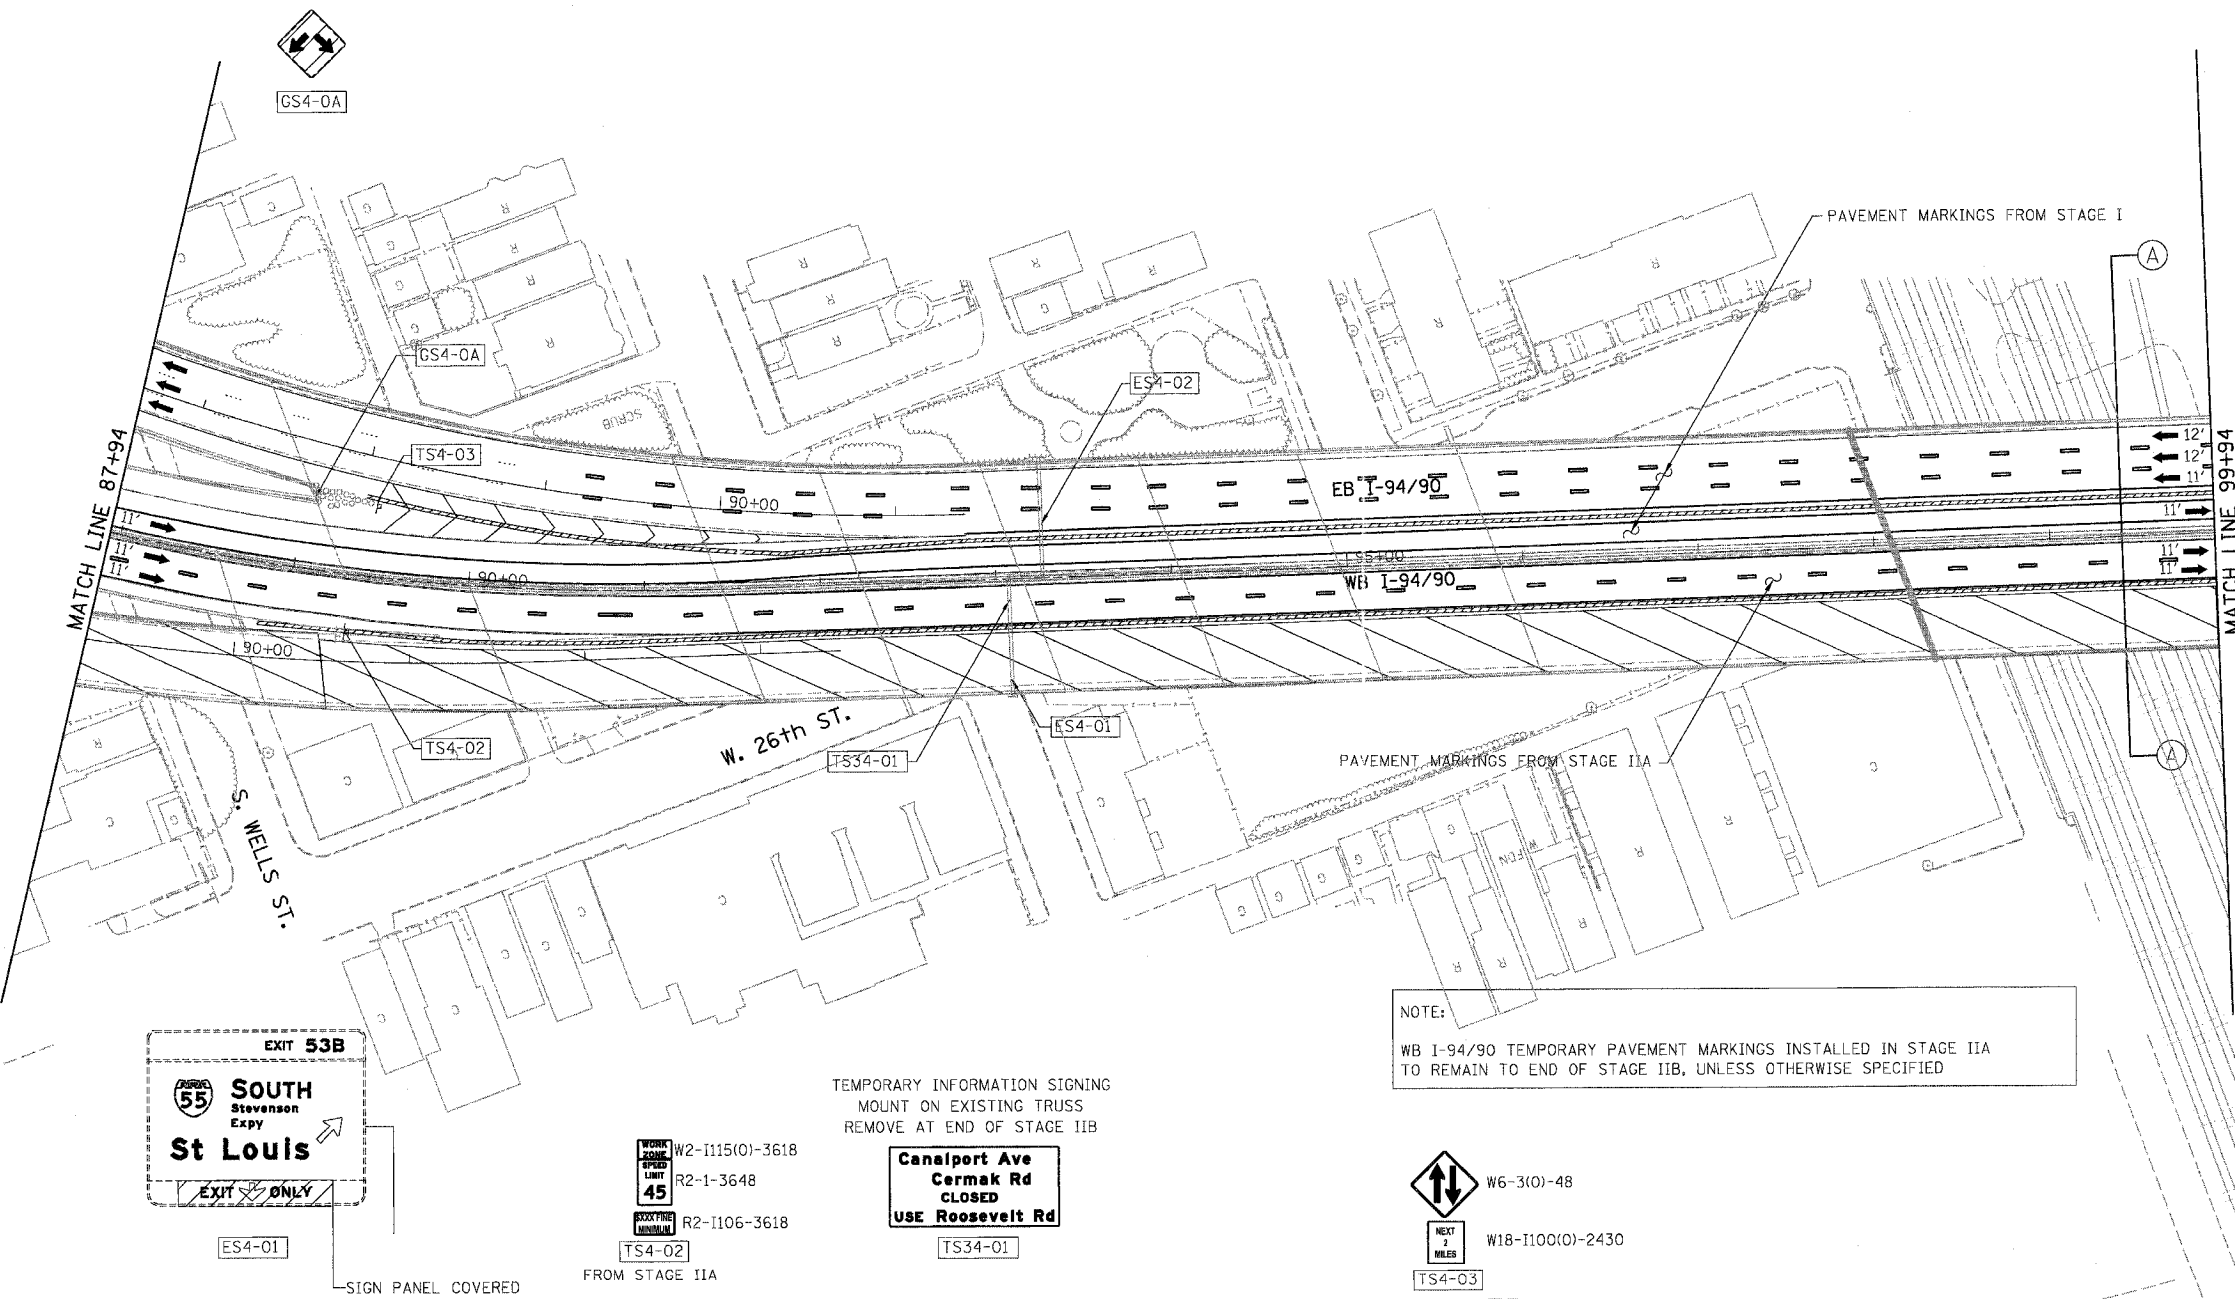 GS4-0A
PAVEMENT MARKINGS FROM STAGE I
A
GS4-0A
ES4-02
SCRUB
TS4-03
MATCH LINE 87+94
MATCH LINE 99+94
12'
12'
11'
11'
11'
11'
11'
11'
11'
EB I-94/90
90+00
90+00
95+00
WB I-94/90
90+00
TS4-02
W. 26th ST.
TS34-01
ES4-01
PAVEMENT MARKINGS FROM STAGE IIA
A
S. WELLS ST.
NOTE:
WB I-94/90 TEMPORARY PAVEMENT MARKINGS INSTALLED IN STAGE IIA
TO REMAIN TO END OF STAGE IIB, UNLESS OTHERWISE SPECIFIED
EXIT 53B
55 SOUTH
Stevenson
Expy
St Louis
EXIT ONLY
ES4-01
SIGN PANEL COVERED
WORK
ZONE
W2-I115(0)-3618
SPEED
LIMIT
45
R2-1-3648
$XXX FINE
MINIMUM
R2-I106-3618
TS4-02
FROM STAGE IIA
TEMPORARY INFORMATION SIGNING
MOUNT ON EXISTING TRUSS
REMOVE AT END OF STAGE IIB
Canalport Ave
Cermak Rd
CLOSED
USE Roosevelt Rd
TS34-01
W6-3(0)-48
NEXT
2
MILES
W18-I100(0)-2430
TS4-03